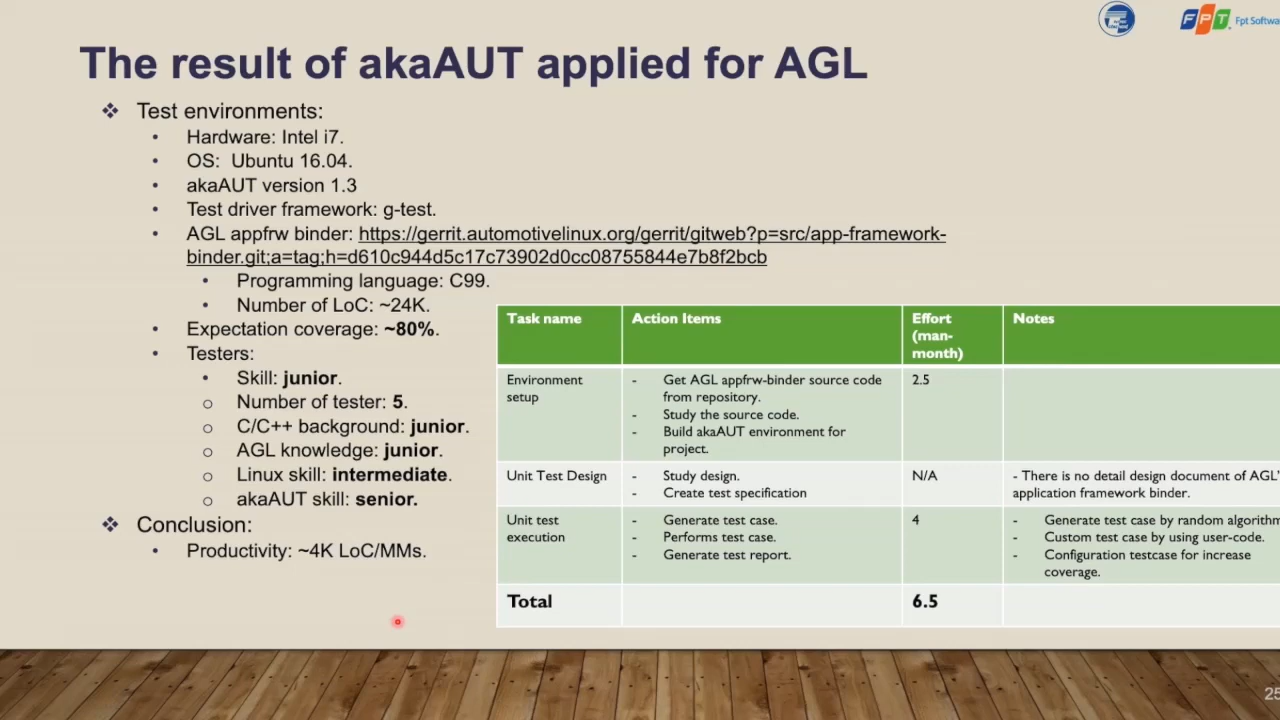 FPT Fpt Softwa
The result of akaAUT applied for AGL
❖ Test environments:
• Hardware: Intel i7.
• OS: Ubuntu 16.04.
• akaAUT version 1.3
• Test driver framework: g-test.
• AGL appfrw binder: https://gerrit.automotivelinux.org/gerrit/gitweb?p=src/app-framework-
binder.git;a=tag;h=d610c944d5c17c73902d0cc08755844e7b8f2bcb
• Programming language: C99.
• Number of LoC: ~24K.
• Expectation coverage: ~80%.
• Testers:
• Skill: junior.
o Number of tester: 5.
o C/C++ background: junior.
o AGL knowledge: junior.
o Linux skill: intermediate.
o akaAUT skill: senior.
❖ Conclusion:
• Productivity: ~4K LoC/MMs.
Task name
Action Items
Effort
(man-
month)
Notes
Environment
setup
- Get AGL appfrw-binder source code
from repository.
- Study the source code.
- Build akaAUT environment for
project.
2.5
Unit Test Design
- Study design.
- Create test specification
N/A
- There is no detail design document of AGL'
application framework binder.
Unit test
execution
- Generate test case.
- Performs test case.
- Generate test report.
4
- Generate test case by random algorithm
- Custom test case by using user-code.
- Configuration testcase for increase
coverage.
Total
6.5
25